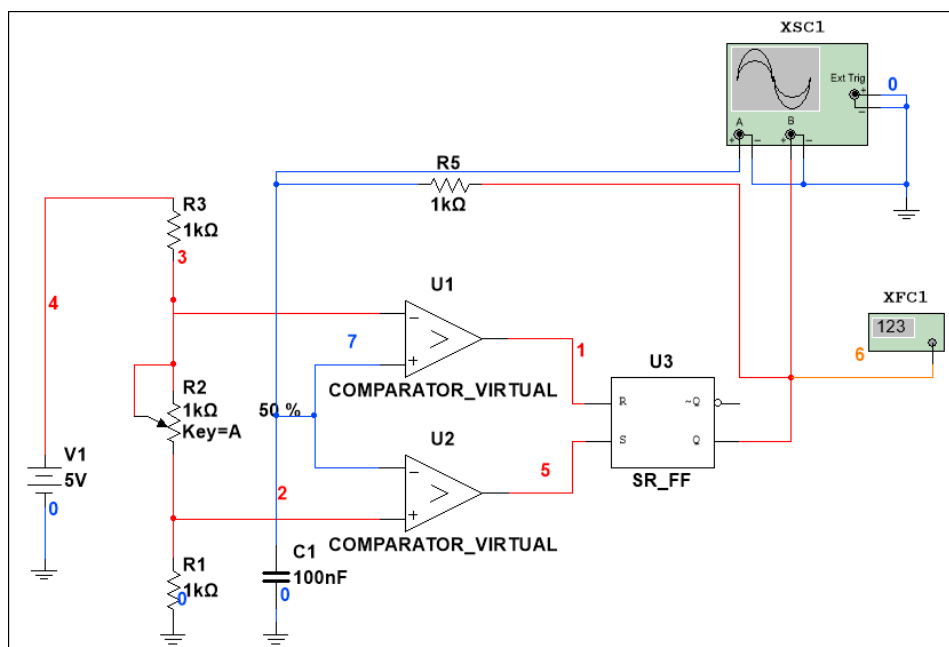 XSC1
Ext Trig
+
−
0
A
B
+ −
+ −
R5
1kΩ
R3
1kΩ
3
4
U1
−
7
>
+
1
COMPARATOR_VIRTUAL
XFC1
123
6
U3
R ~Q
S Q
SR_FF
R2
1kΩ
Key=A
50 %
U2
−
>
+
5
COMPARATOR_VIRTUAL
V1
5V
0
2
R1
1kΩ
0
C1
100nF
0